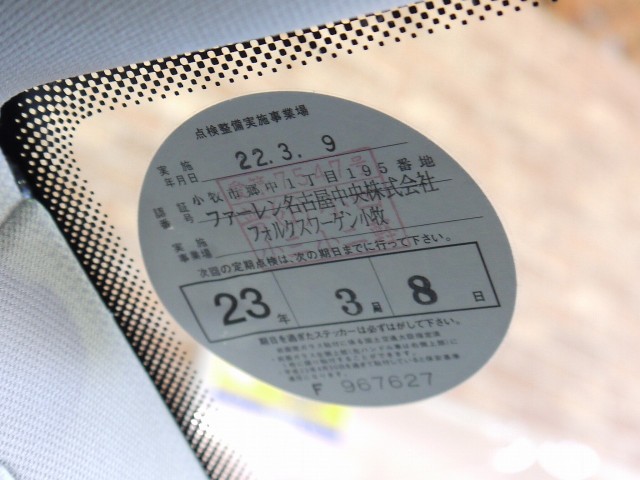 点検整備実施事業場
実施年月日 22.3.9
認証番号 小牧市郷中1丁目195番地
ファーレン名古屋中央株式会社
実施事業場 フォルクスワーゲン小牧
次回の定期点検は、次の期日までに行って下さい。
23年 3月 8日
期日を過ぎたステッカーは必ずはがして下さい。
F 967627